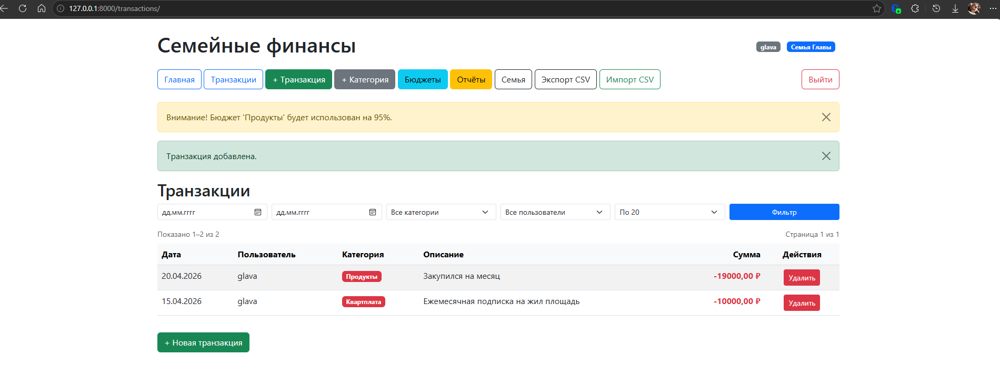 127.0.0.1:8000/transactions/
Семейные финансы
glava Семья Главы
Главная Транзакции + Транзакция + Категория Бюджеты Отчёты Семья Экспорт CSV Импорт CSV Выйти
Внимание! Бюджет 'Продукты' будет использован на 95%.
Транзакция добавлена.
Транзакции
дд.мм.гггг дд.мм.гггг Все категории Все пользователи По 20 Фильтр
Показано 1–2 из 2 Страница 1 из 1
Дата Пользователь Категория Описание Сумма Действия
20.04.2026 glava Продукты Закупился на месяц -19000,00 ₽ Удалить
15.04.2026 glava Квартплата Ежемесячная подписка на жил площадь -10000,00 ₽ Удалить
+ Новая транзакция